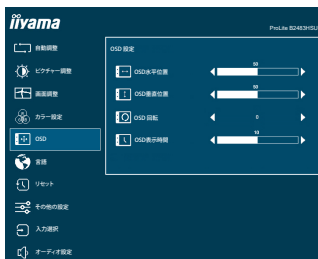 iiyama
ProLite B2483HSU
自動調整
ピクチャー調整
画面調整
カラー設定
OSD
言語
リセット
その他の設定
入力選択
オーディオ設定
OSD 設定
OSD水平位置
50
OSD垂直位置
50
OSD 回転
0
OSD表示時間
10